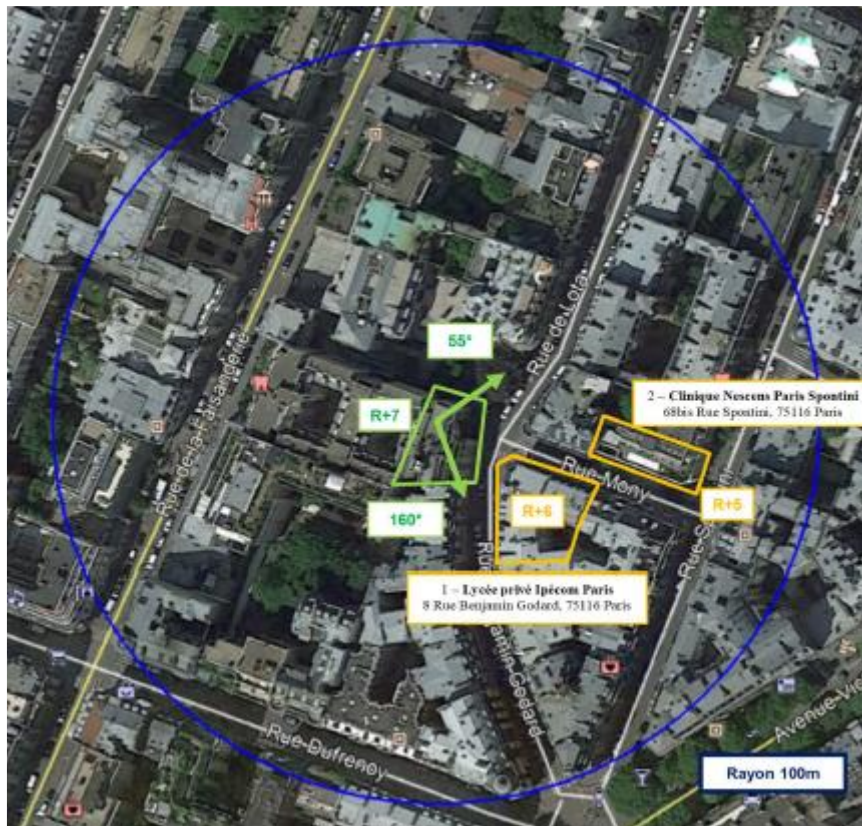 Rue de Lota
Rue de la Faisanderie
55°
R+7
2 – Clinique Nescens Paris Spontini
68bis Rue Spontini, 75116 Paris
Rue Mony
R+6
R+5
160°
1 – Lycée privé Ipécom Paris
8 Rue Benjamin Godard, 75116 Paris
Rue Dufrenoy
Rayon 100m